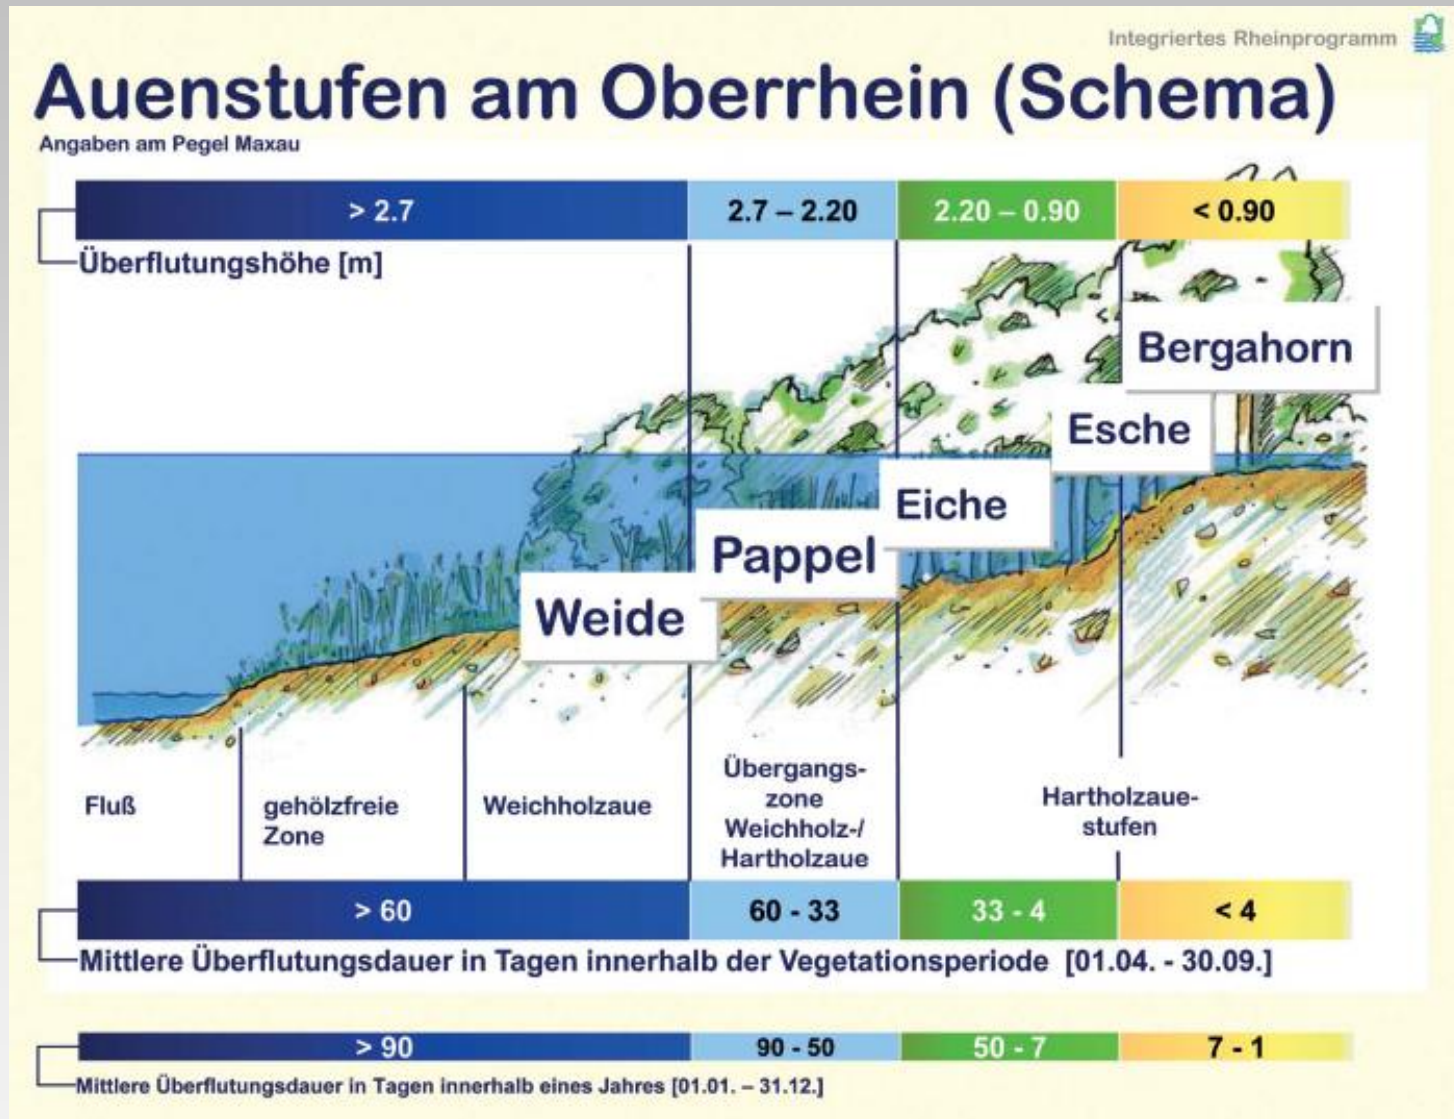 Integriertes Rheinprogramm
Auenstufen am Oberrhein (Schema)
Angaben am Pegel Maxau
> 2.7
2.7 – 2.20
2.20 – 0.90
< 0.90
Überflutungshöhe [m]
Bergahorn
Esche
Eiche
Pappel
Weide
Fluß
gehölzfreie
Zone
Weichholzaue
Übergangs-
zone
Weichholz-/
Hartholzaue
Hartholzaue-
stufen
> 60
60 - 33
33 - 4
< 4
Mittlere Überflutungsdauer in Tagen innerhalb der Vegetationsperiode [01.04. - 30.09.]
> 90
90 - 50
50 - 7
7 - 1
Mittlere Überflutungsdauer in Tagen innerhalb eines Jahres [01.01. – 31.12.]